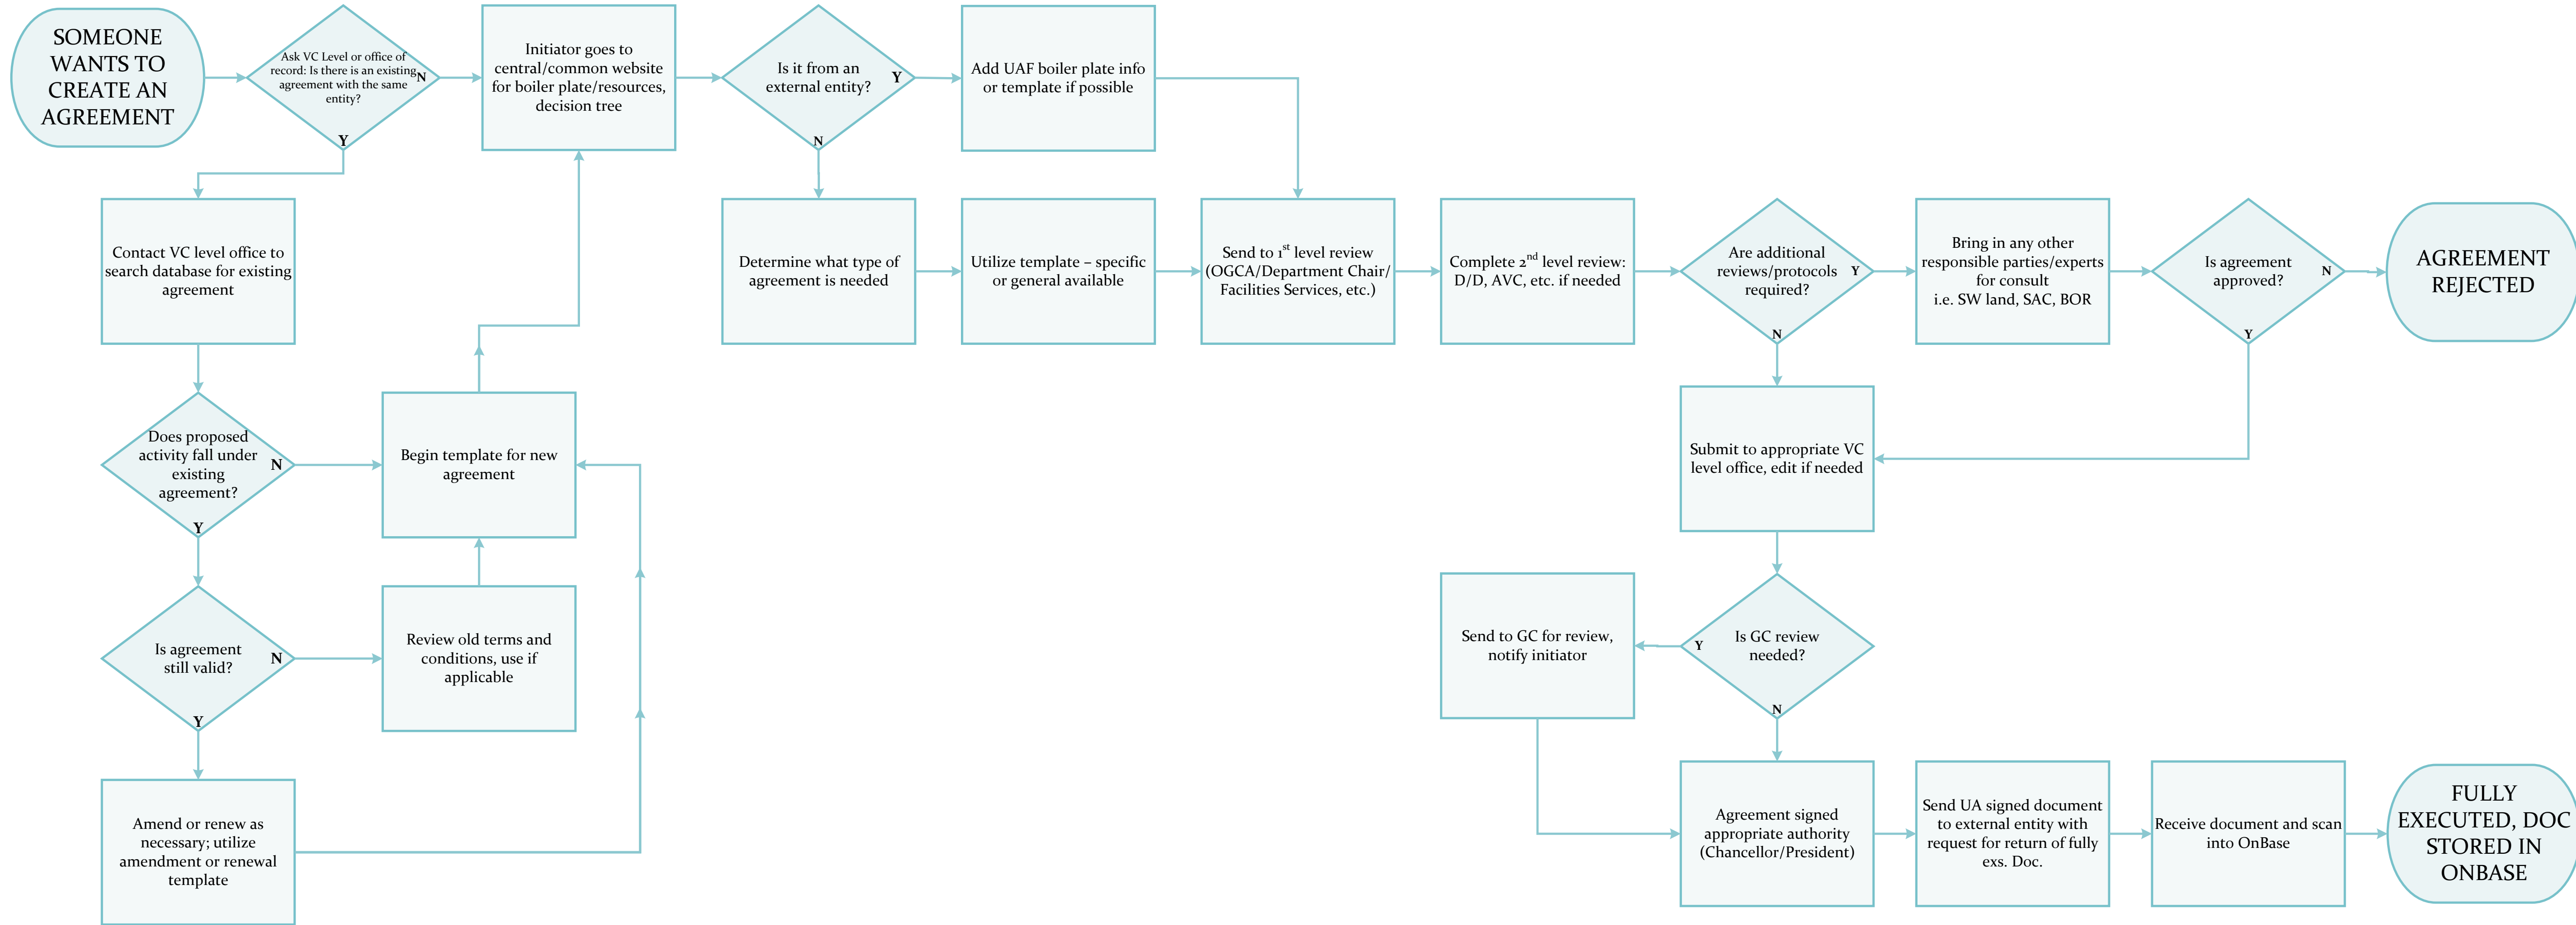 SOMEONE
WANTS TO
CREATE AN
AGREEMENT
Ask VC Level or office of
record: Is there is an existing
agreement with the same
entity?
N
Y
Initiator goes to
central/common website
for boiler plate/resources,
decision tree
Is it from an
external entity?
Y
N
Add UAF boiler plate info
or template if possible
Contact VC level office to
search database for existing
agreement
Determine what type of
agreement is needed
Utilize template – specific
or general available
Send to 1st level review
(OGCA/Department Chair/
Facilities Services, etc.)
Complete 2nd level review:
D/D, AVC, etc. if needed
Are additional
reviews/protocols
required?
Y
N
Bring in any other
responsible parties/experts
for consult
i.e. SW land, SAC, BOR
Is agreement
approved?
N
Y
AGREEMENT
REJECTED
Does proposed
activity fall under
existing
agreement?
N
Y
Begin template for new
agreement
Submit to appropriate VC
level office, edit if needed
Is agreement
still valid?
N
Y
Review old terms and
conditions, use if
applicable
Send to GC for review,
notify initiator
Is GC review
needed?
Y
N
Amend or renew as
necessary; utilize
amendment or renewal
template
Agreement signed
appropriate authority
(Chancellor/President)
Send UA signed document
to external entity with
request for return of fully
exs. Doc.
Receive document and scan
into OnBase
FULLY
EXECUTED, DOC
STORED IN
ONBASE